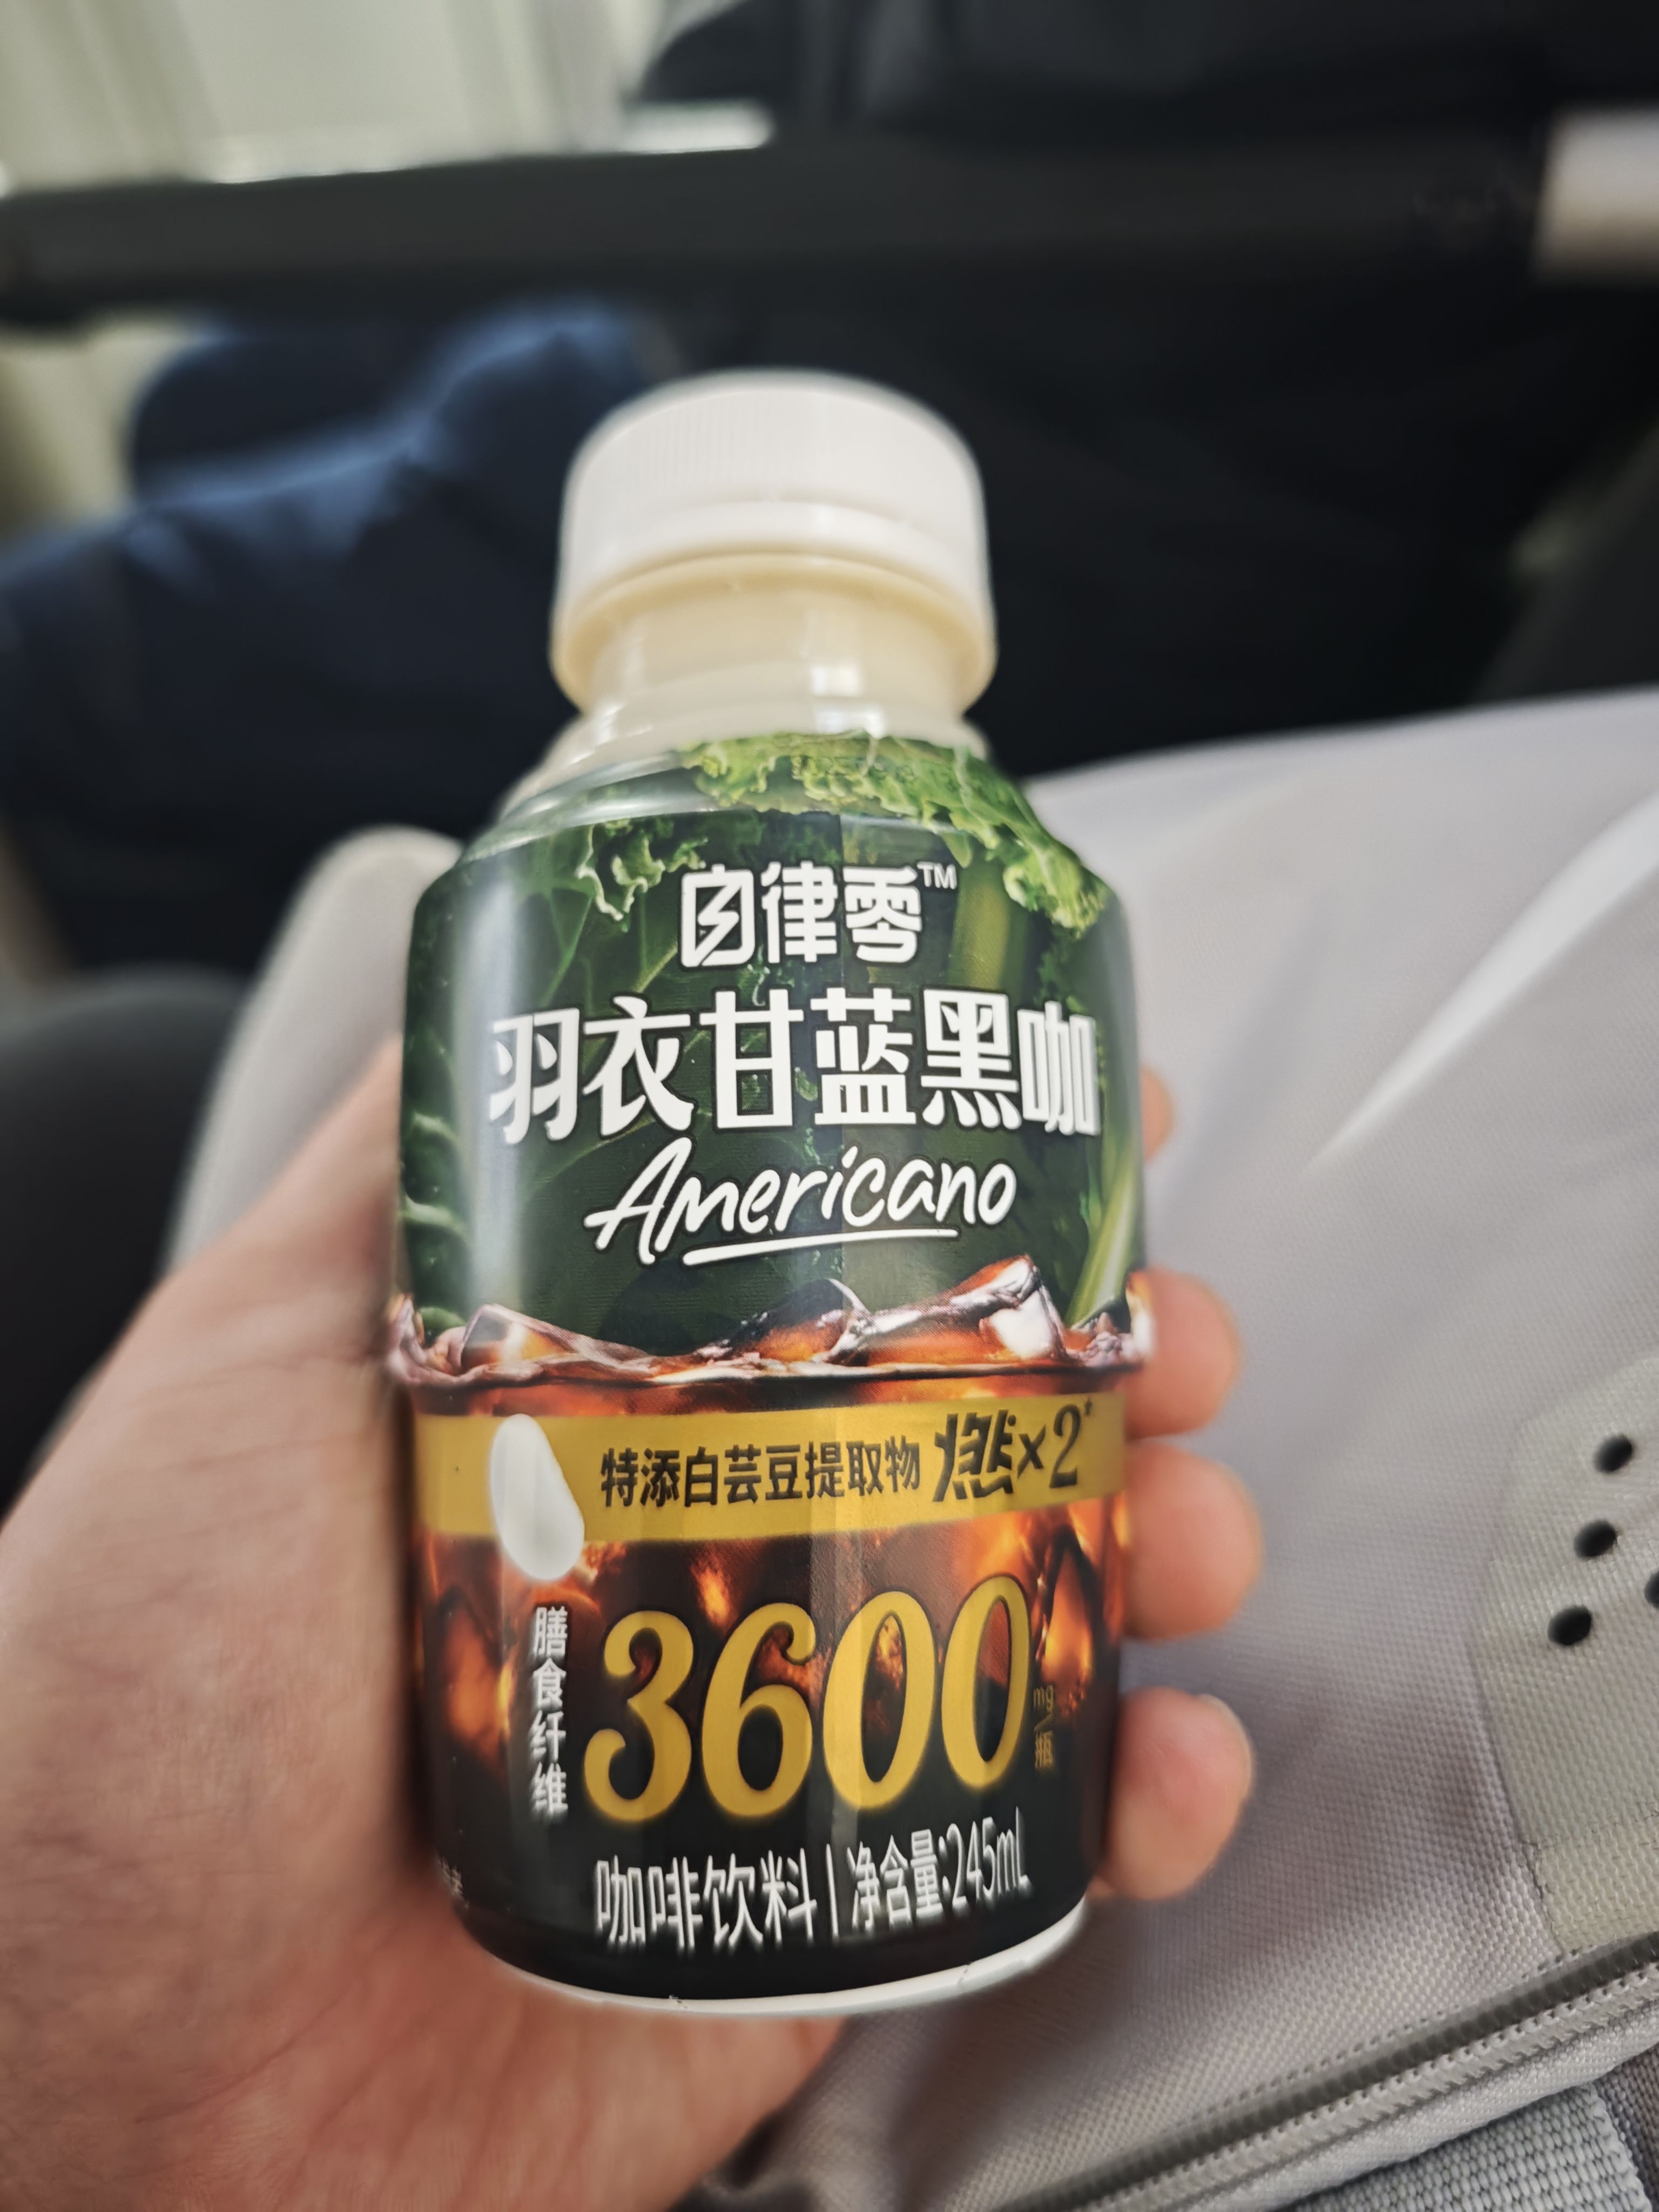 自律零™
羽衣甘蓝黑咖
Americano
特添白芸豆提取物 燃×2*
膳食纤维 3600 mg/瓶
咖啡饮料 | 净含量:245mL